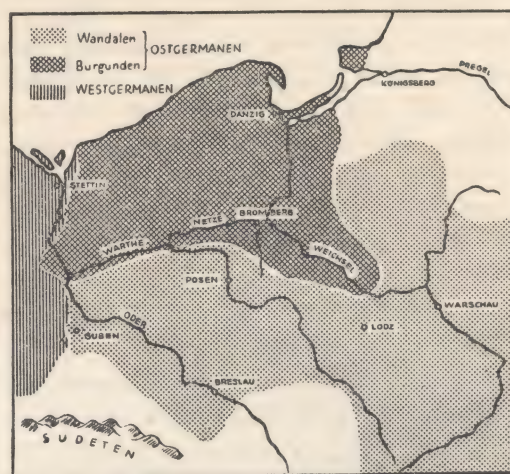 Wandalen
OSTGERMANEN
Burgunden
WESTGERMANEN
PREGEL
KÖNIGSBERG
DANZIG
STETTIN
NETZE
BROMBERG
WARTHE
WEICHSEL
POSEN
WARSCHAU
ODER
LODZ
GUBEN
BRESLAU
SUDETEN